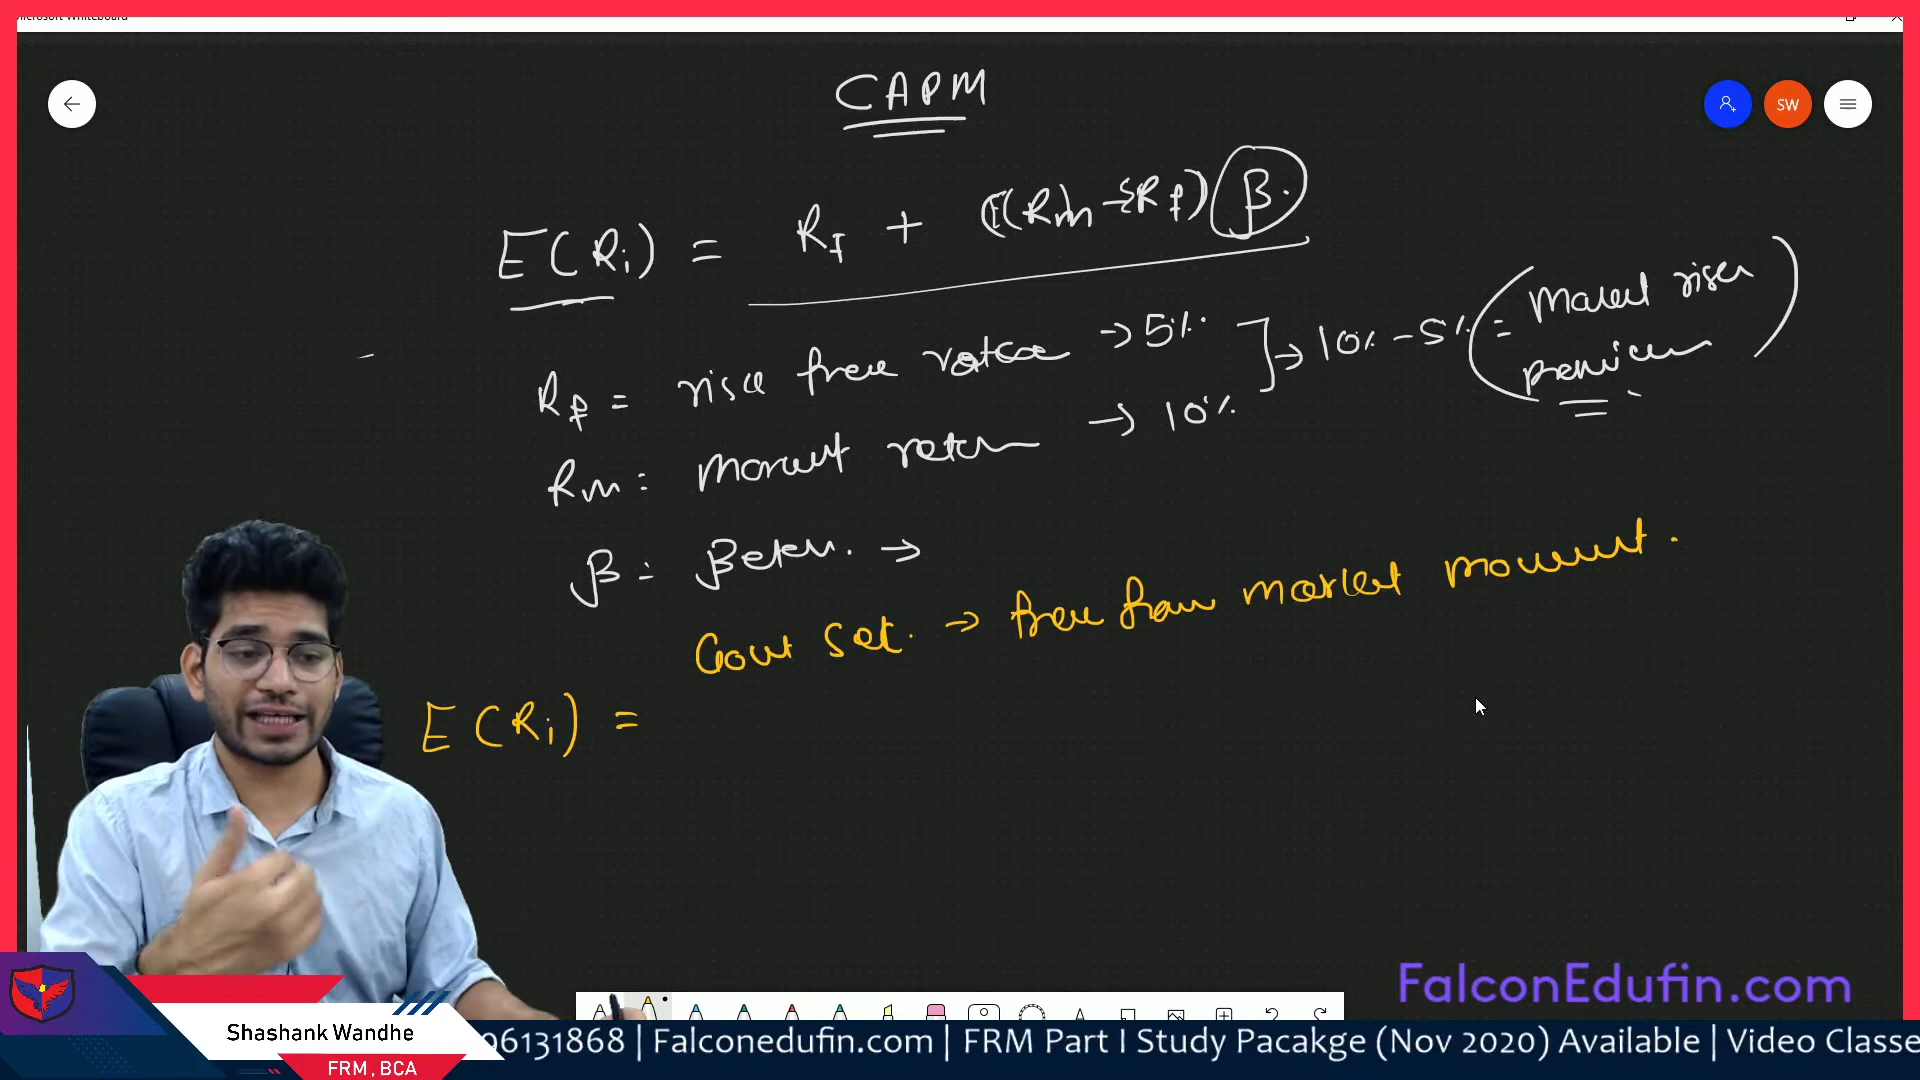 Microsoft Whiteboard
CAPM
SW
E(Ri) = Rf + (E(Rm) - Rf) β.
Rf = risk free rate → 5%
Rm = market return → 10%
→ 10% - 5% = market risk premium
β = Beta. →
Govt sec. → free from market movement.
E(Ri) =
FalconEdufin.com
Shashank Wandhe
FRM, BCA
06131868 | Falconedufin.com | FRM Part I Study Pacakge (Nov 2020) Available | Video Classe